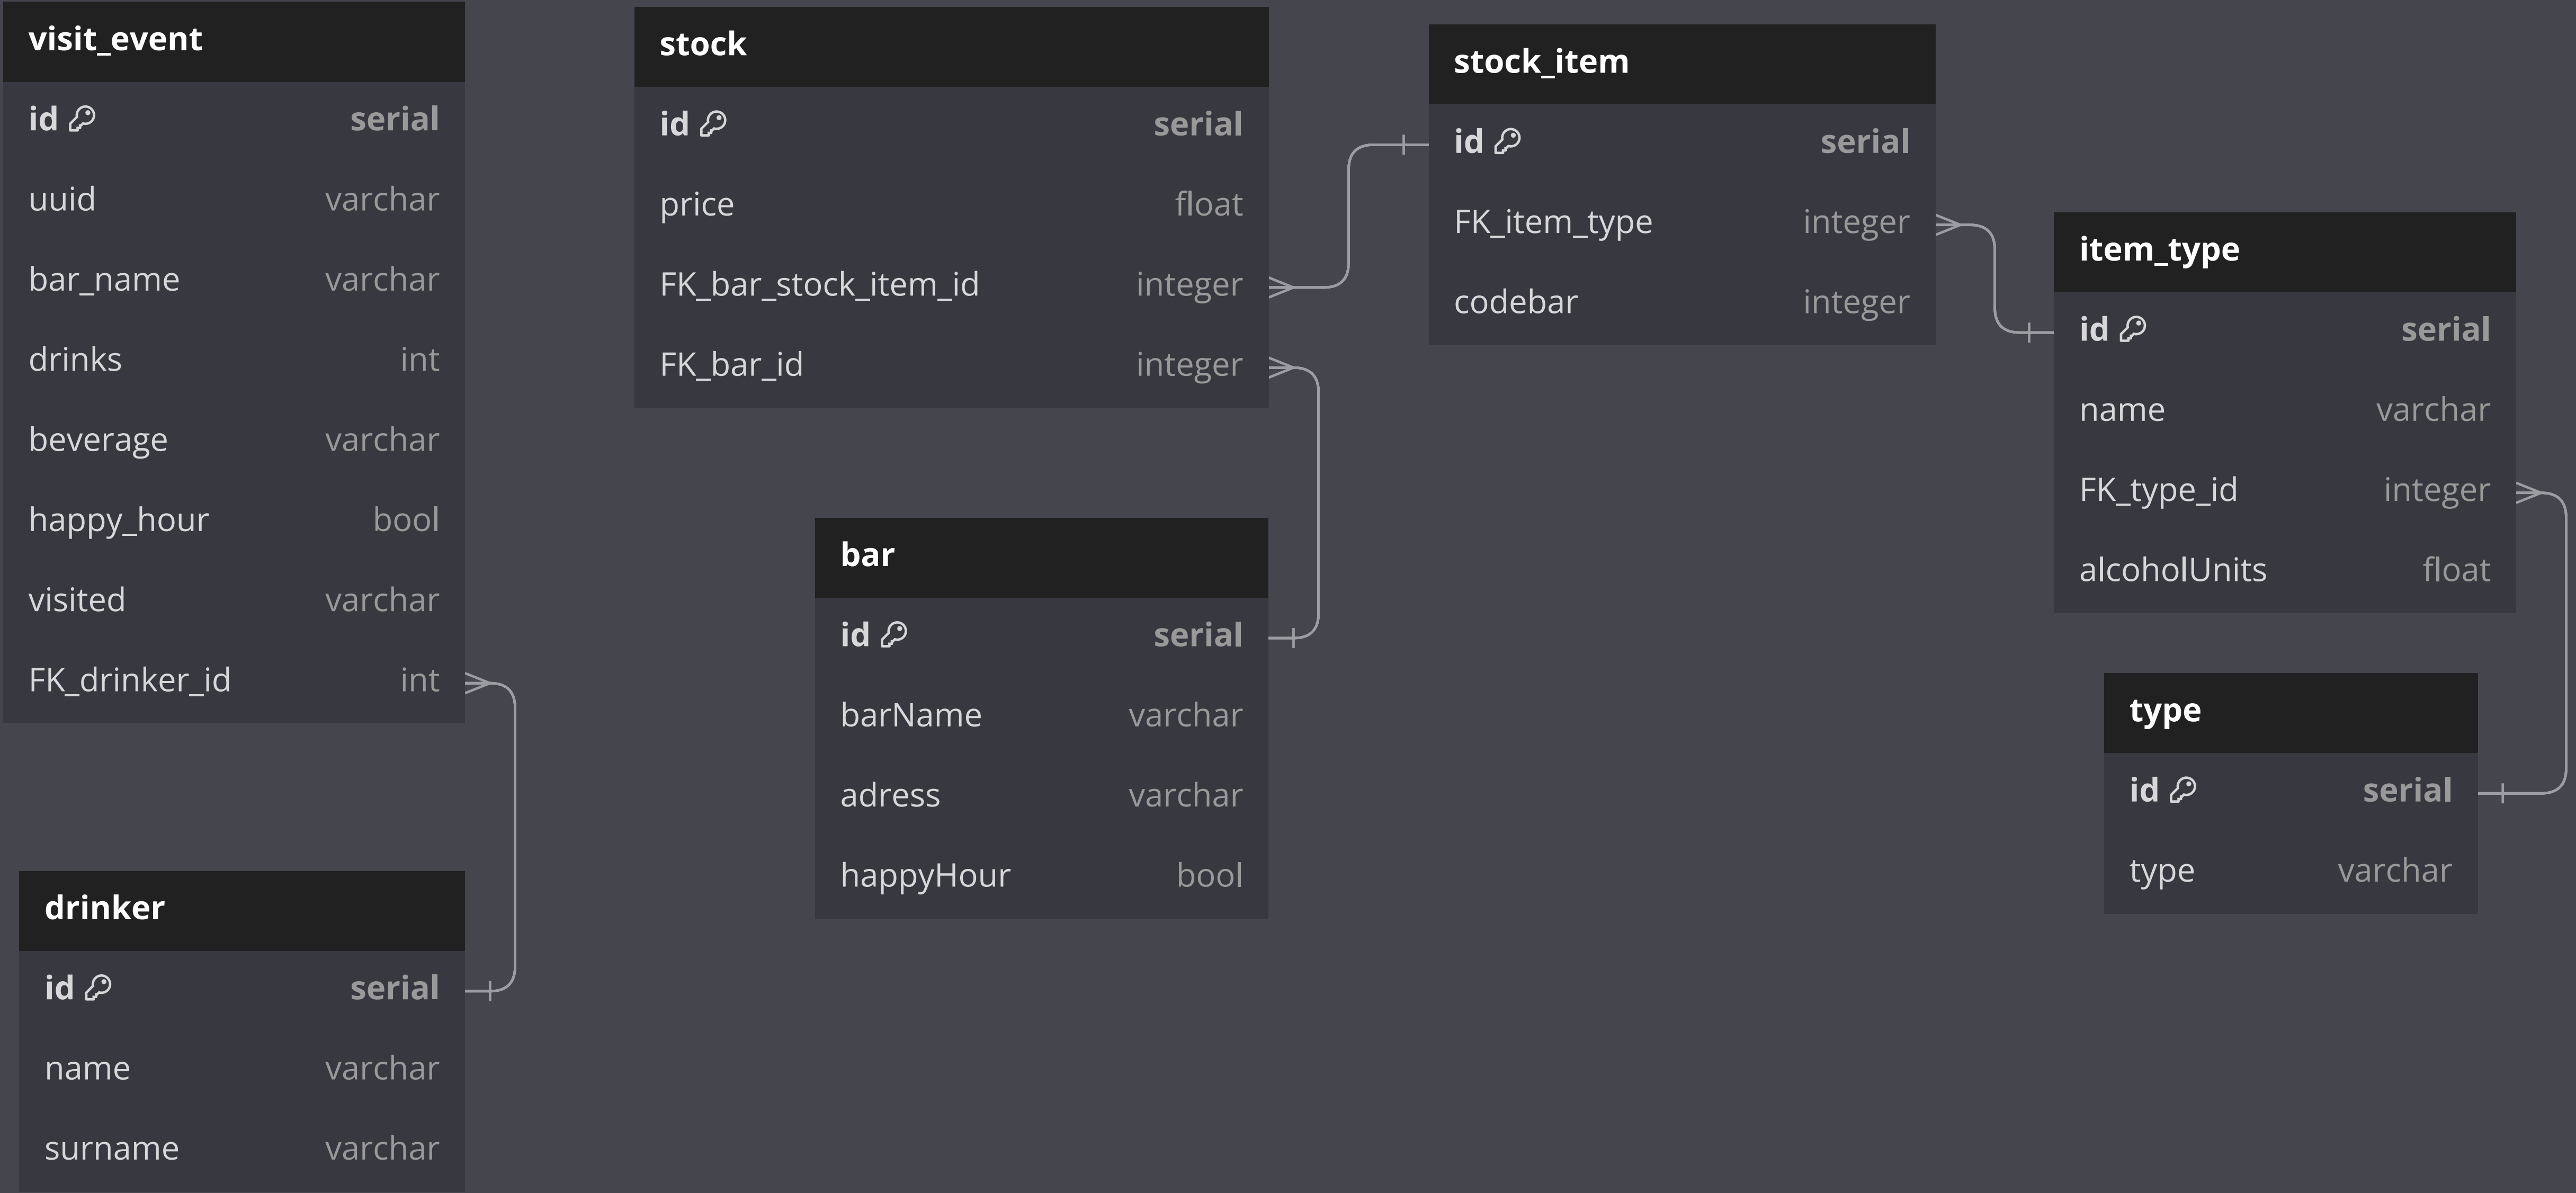 visit_event
id serial
uuid varchar
bar_name varchar
drinks int
beverage varchar
happy_hour bool
visited varchar
FK_drinker_id int
drinker
id serial
name varchar
surname varchar
stock
id serial
price float
FK_bar_stock_item_id integer
FK_bar_id integer
bar
id serial
barName varchar
adress varchar
happyHour bool
stock_item
id serial
FK_item_type integer
codebar integer
item_type
id serial
name varchar
FK_type_id integer
alcoholUnits float
type
id serial
type varchar